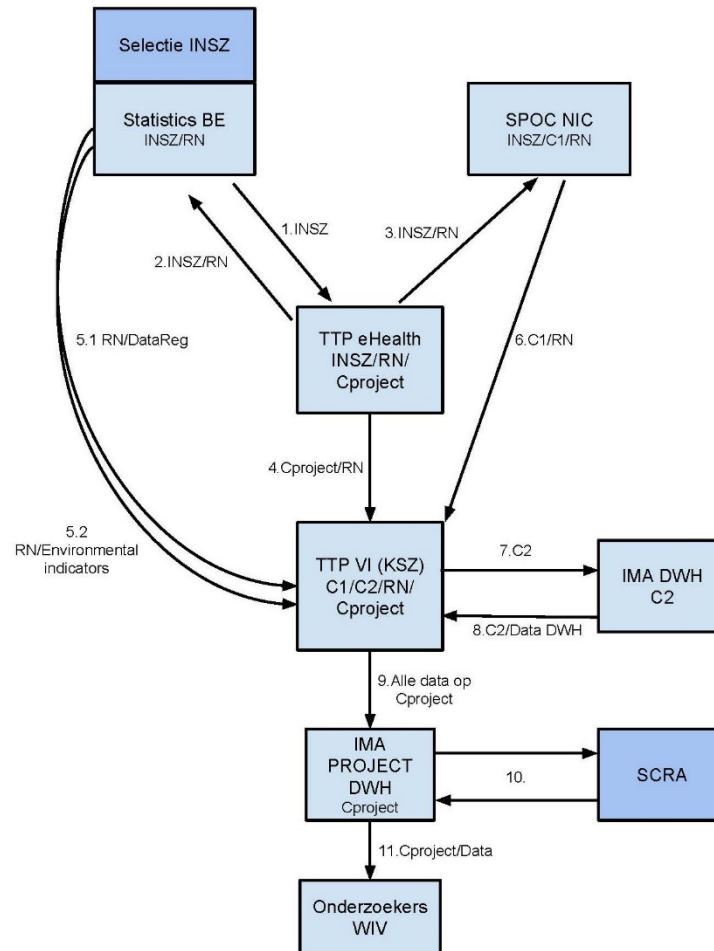 Selectie INSZ
Statistics BE
INSZ/RN
SPOC NIC
INSZ/C1/RN
1.INSZ
2.INSZ/RN
3.INSZ/RN
TTP eHealth
INSZ/RN/
Cproject
5.1 RN/DataReg
6.C1/RN
4.Cproject/RN
5.2
RN/Environmental
indicators
TTP VI (KSZ)
C1/C2/RN/
Cproject
7.C2
IMA DWH
C2
8.C2/Data DWH
9.Alle data op
Cproject
IMA
PROJECT
DWH
Cproject
10.
SCRA
11.Cproject/Data
Onderzoekers
WIV